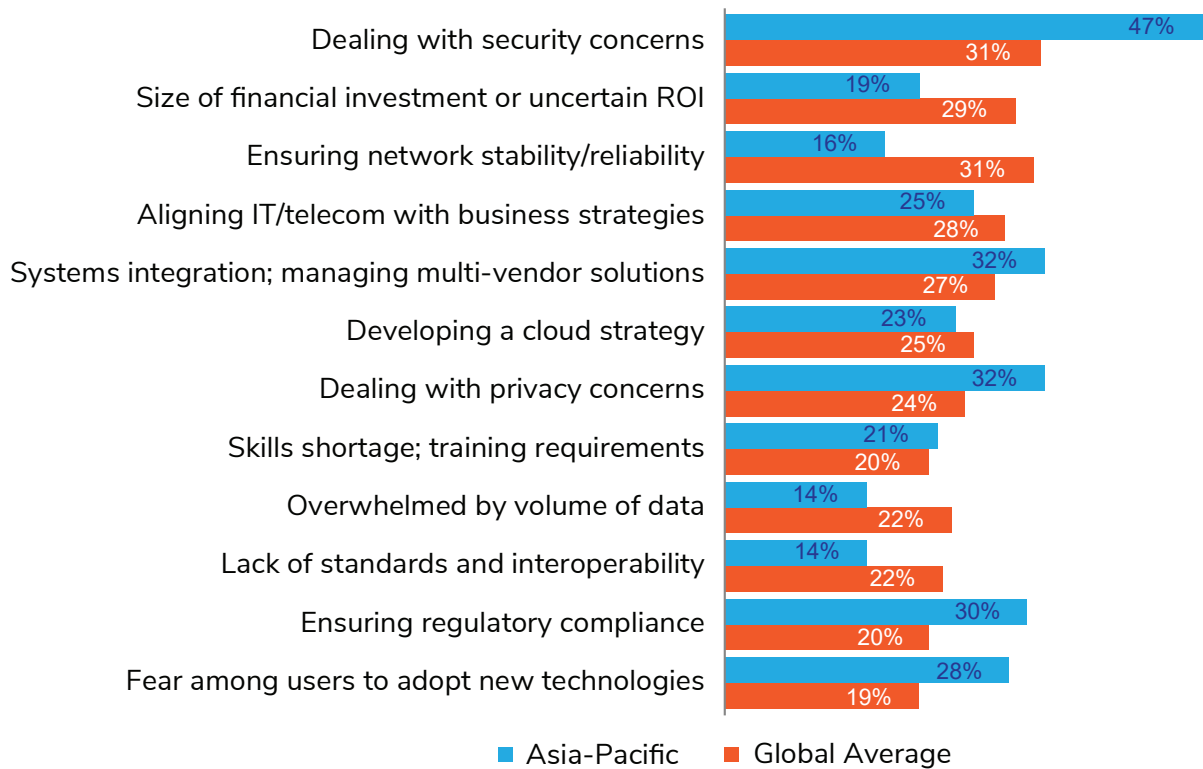 47%
Dealing with security concerns
31%
19%
Size of financial investment or uncertain ROI
29%
16%
Ensuring network stability/reliability
31%
25%
Aligning IT/telecom with business strategies
28%
32%
Systems integration; managing multi-vendor solutions
27%
23%
Developing a cloud strategy
25%
32%
Dealing with privacy concerns
24%
21%
Skills shortage; training requirements
20%
14%
Overwhelmed by volume of data
22%
14%
Lack of standards and interoperability
22%
30%
Ensuring regulatory compliance
20%
28%
Fear among users to adopt new technologies
19%
Asia-Pacific Global Average